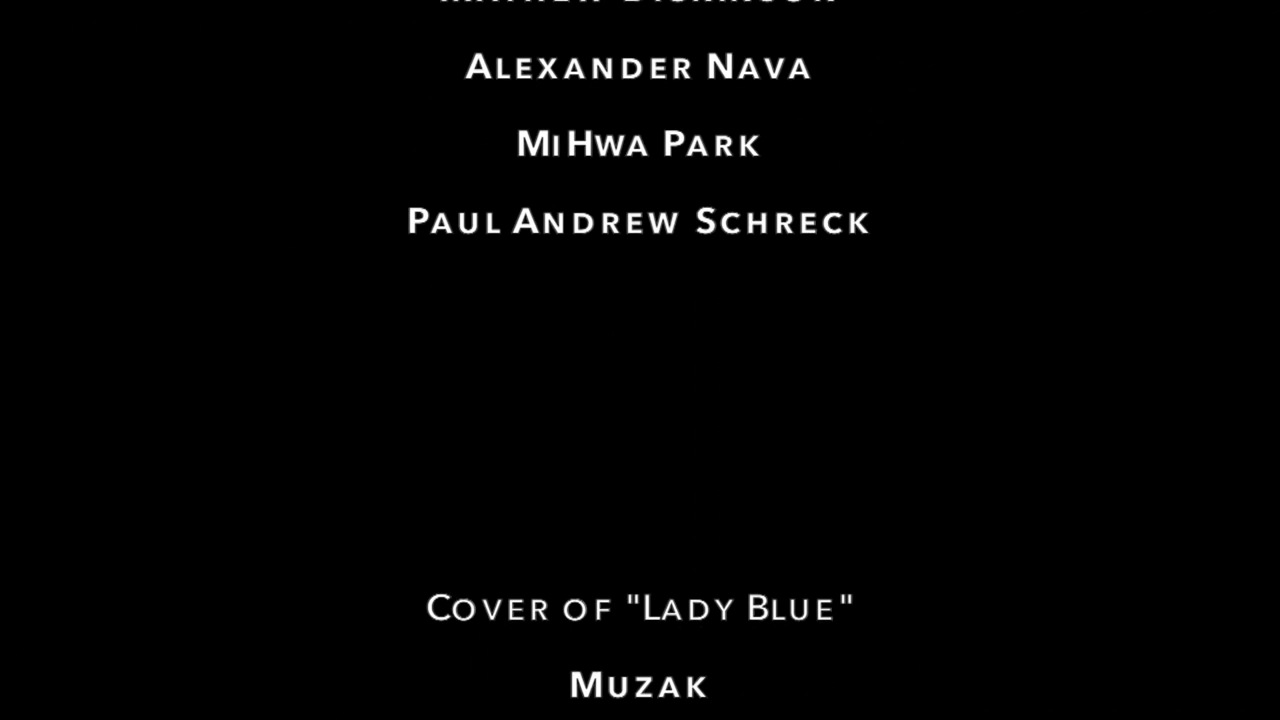 Alexander Nava
MiHwa Park
Paul Andrew Schreck
Cover of "Lady Blue"
Muzak